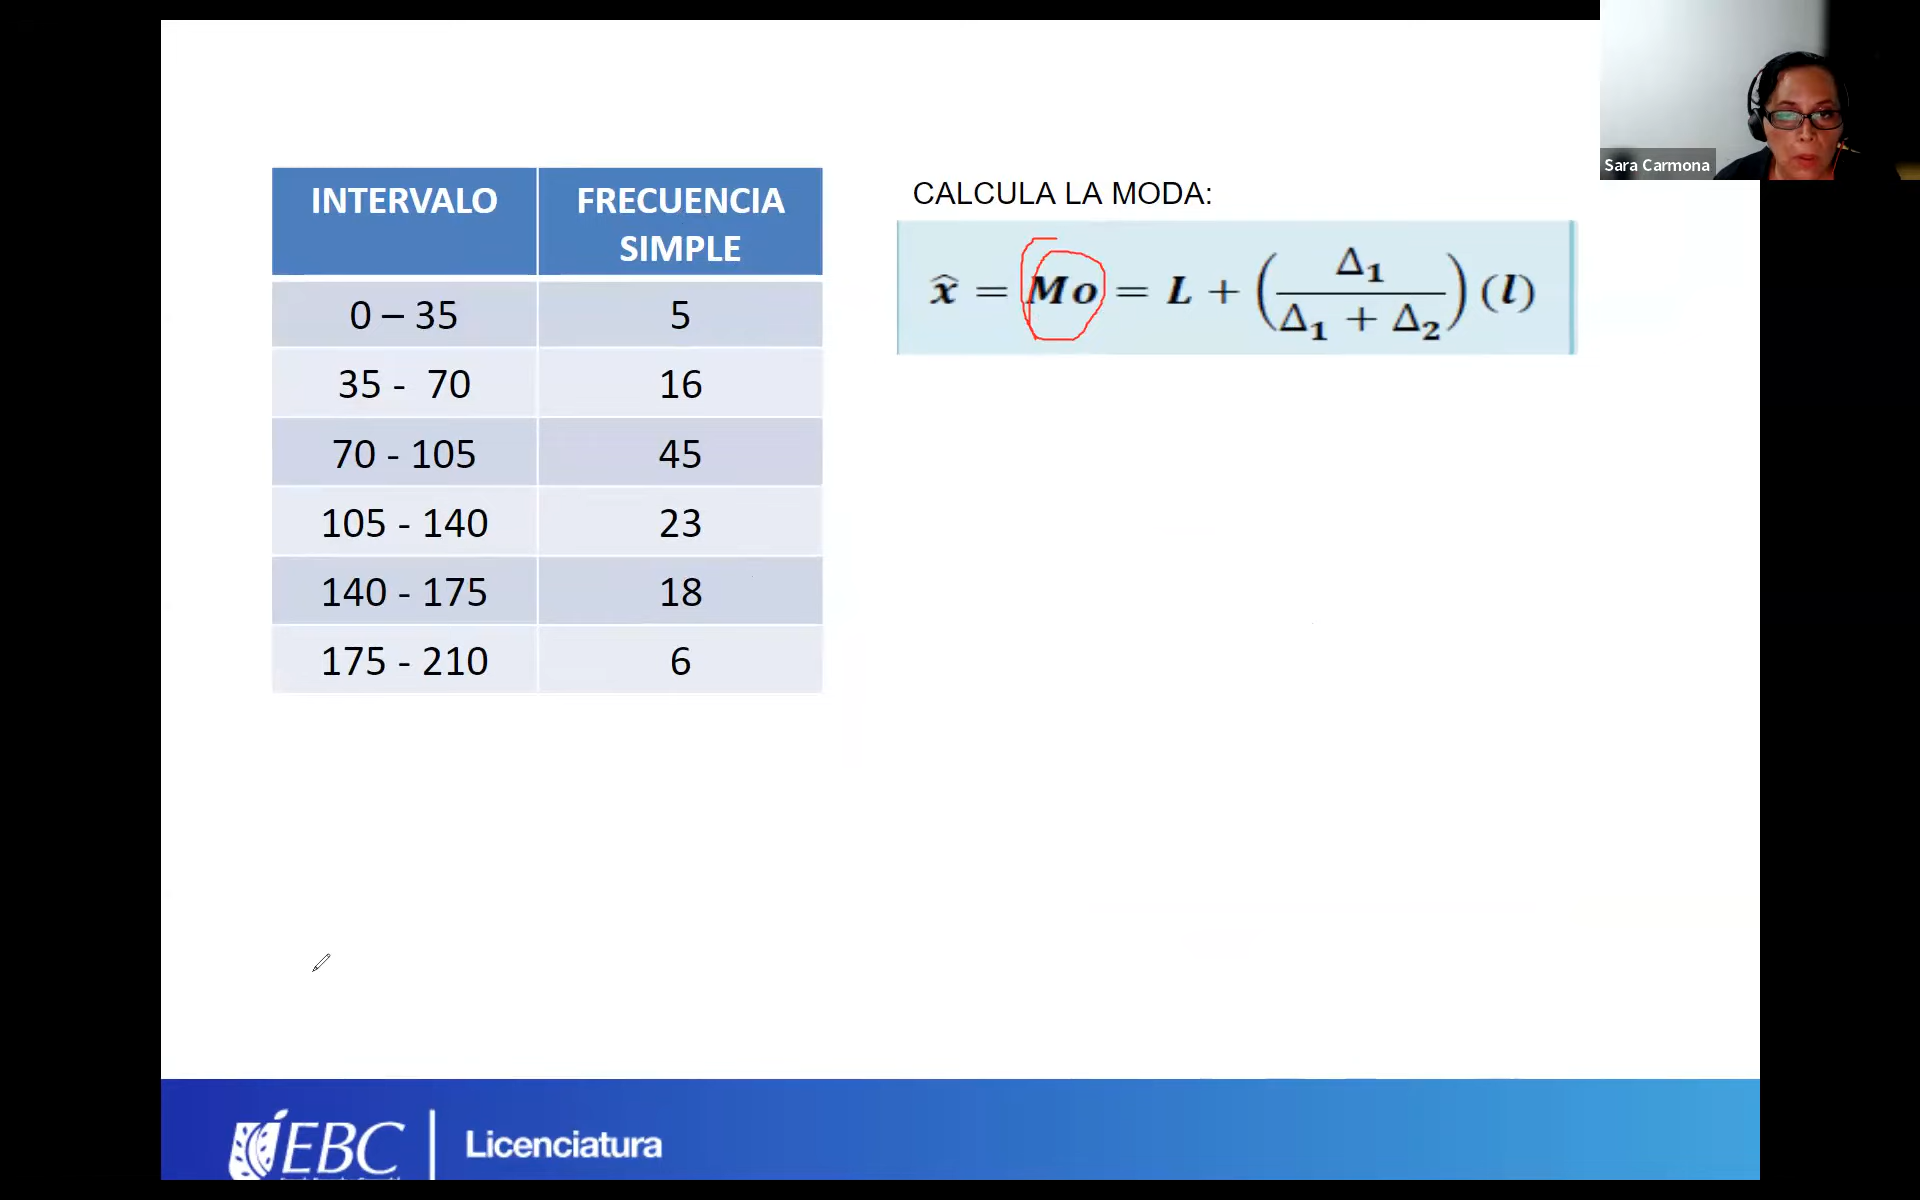 Sara Carmona
INTERVALO FRECUENCIA SIMPLE
0 – 35 5
35 - 70 16
70 - 105 45
105 - 140 23
140 - 175 18
175 - 210 6
CALCULA LA MODA:
x̂ = Mo = L + (Δ₁ / (Δ₁ + Δ₂)) (l)
EBC | Licenciatura